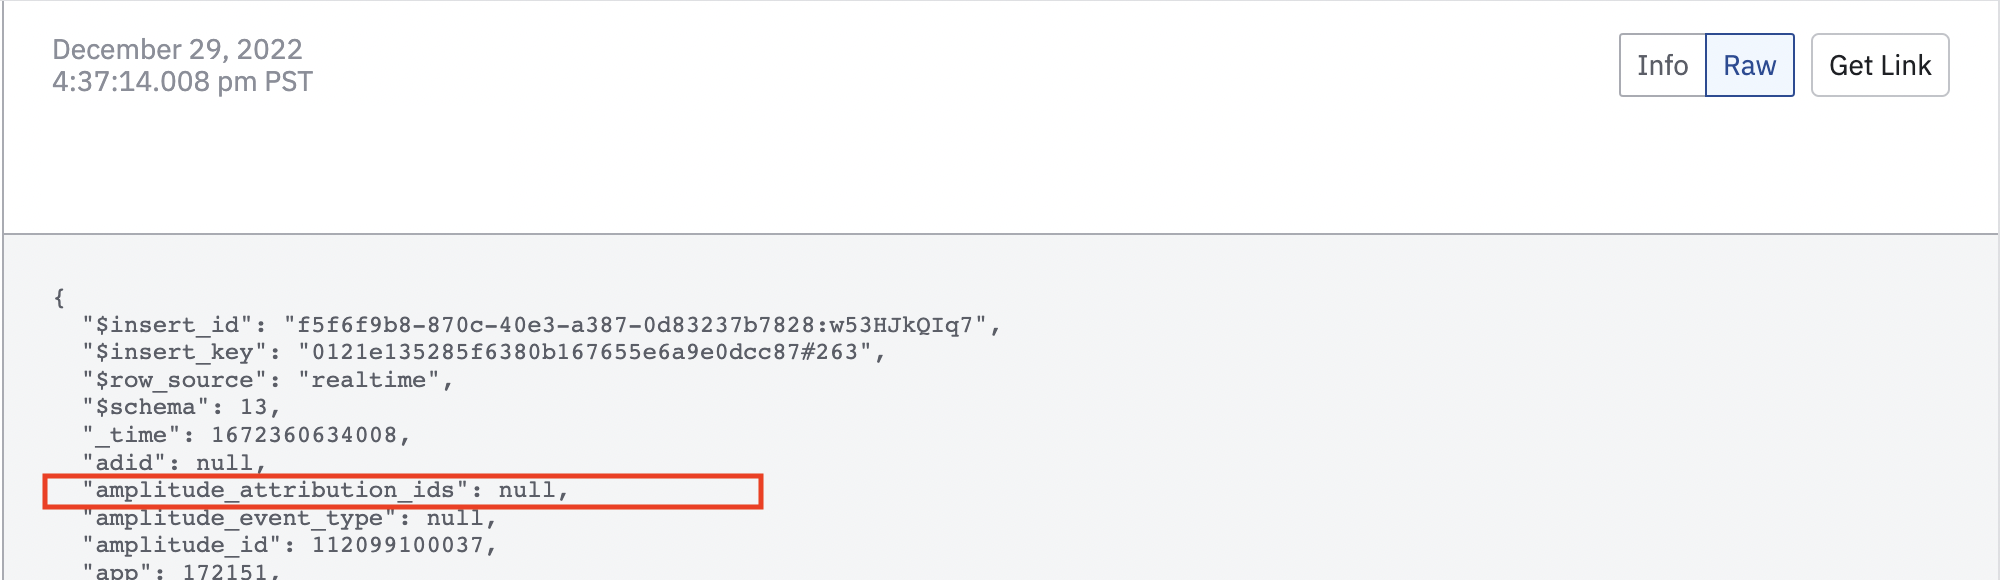 December 29, 2022
4:37:14.008 pm PST
Info
Raw
Get Link
{
"$insert_id": "f5f6f9b8-870c-40e3-a387-0d83237b7828:w53HJkQIq7",
"$insert_key": "0121e135285f6380b167655e6a9e0dcc87#263",
"$row_source": "realtime",
"$schema": 13,
"_time": 1672360634008,
"adid": null,
"amplitude_attribution_ids": null,
"amplitude_event_type": null,
"amplitude_id": 112099100037,
"app": 172151,